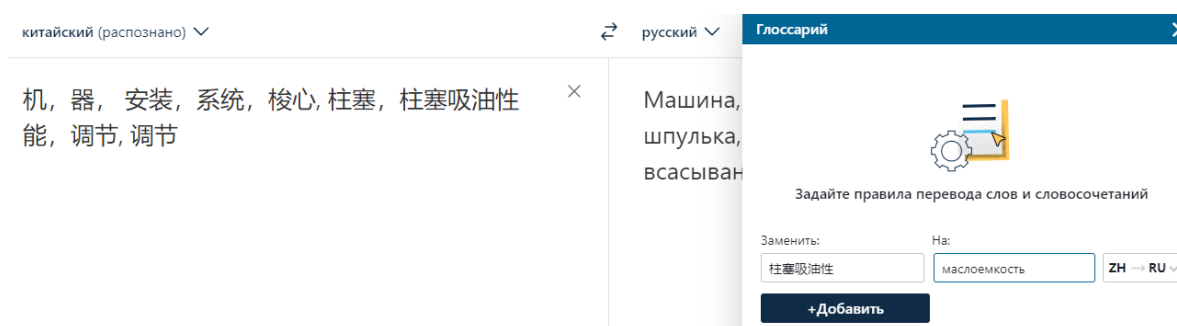 китайский (распознано)
русский
Глоссарий
机，器， 安装，系统，梭心, 柱塞，柱塞吸油性
能，调节, 调节
Машина,
шпулька,
всасыван
Задайте правила перевода слов и словосочетаний
Заменить:
На:
柱塞吸油性
маслоемкость
ZH → RU
+Добавить